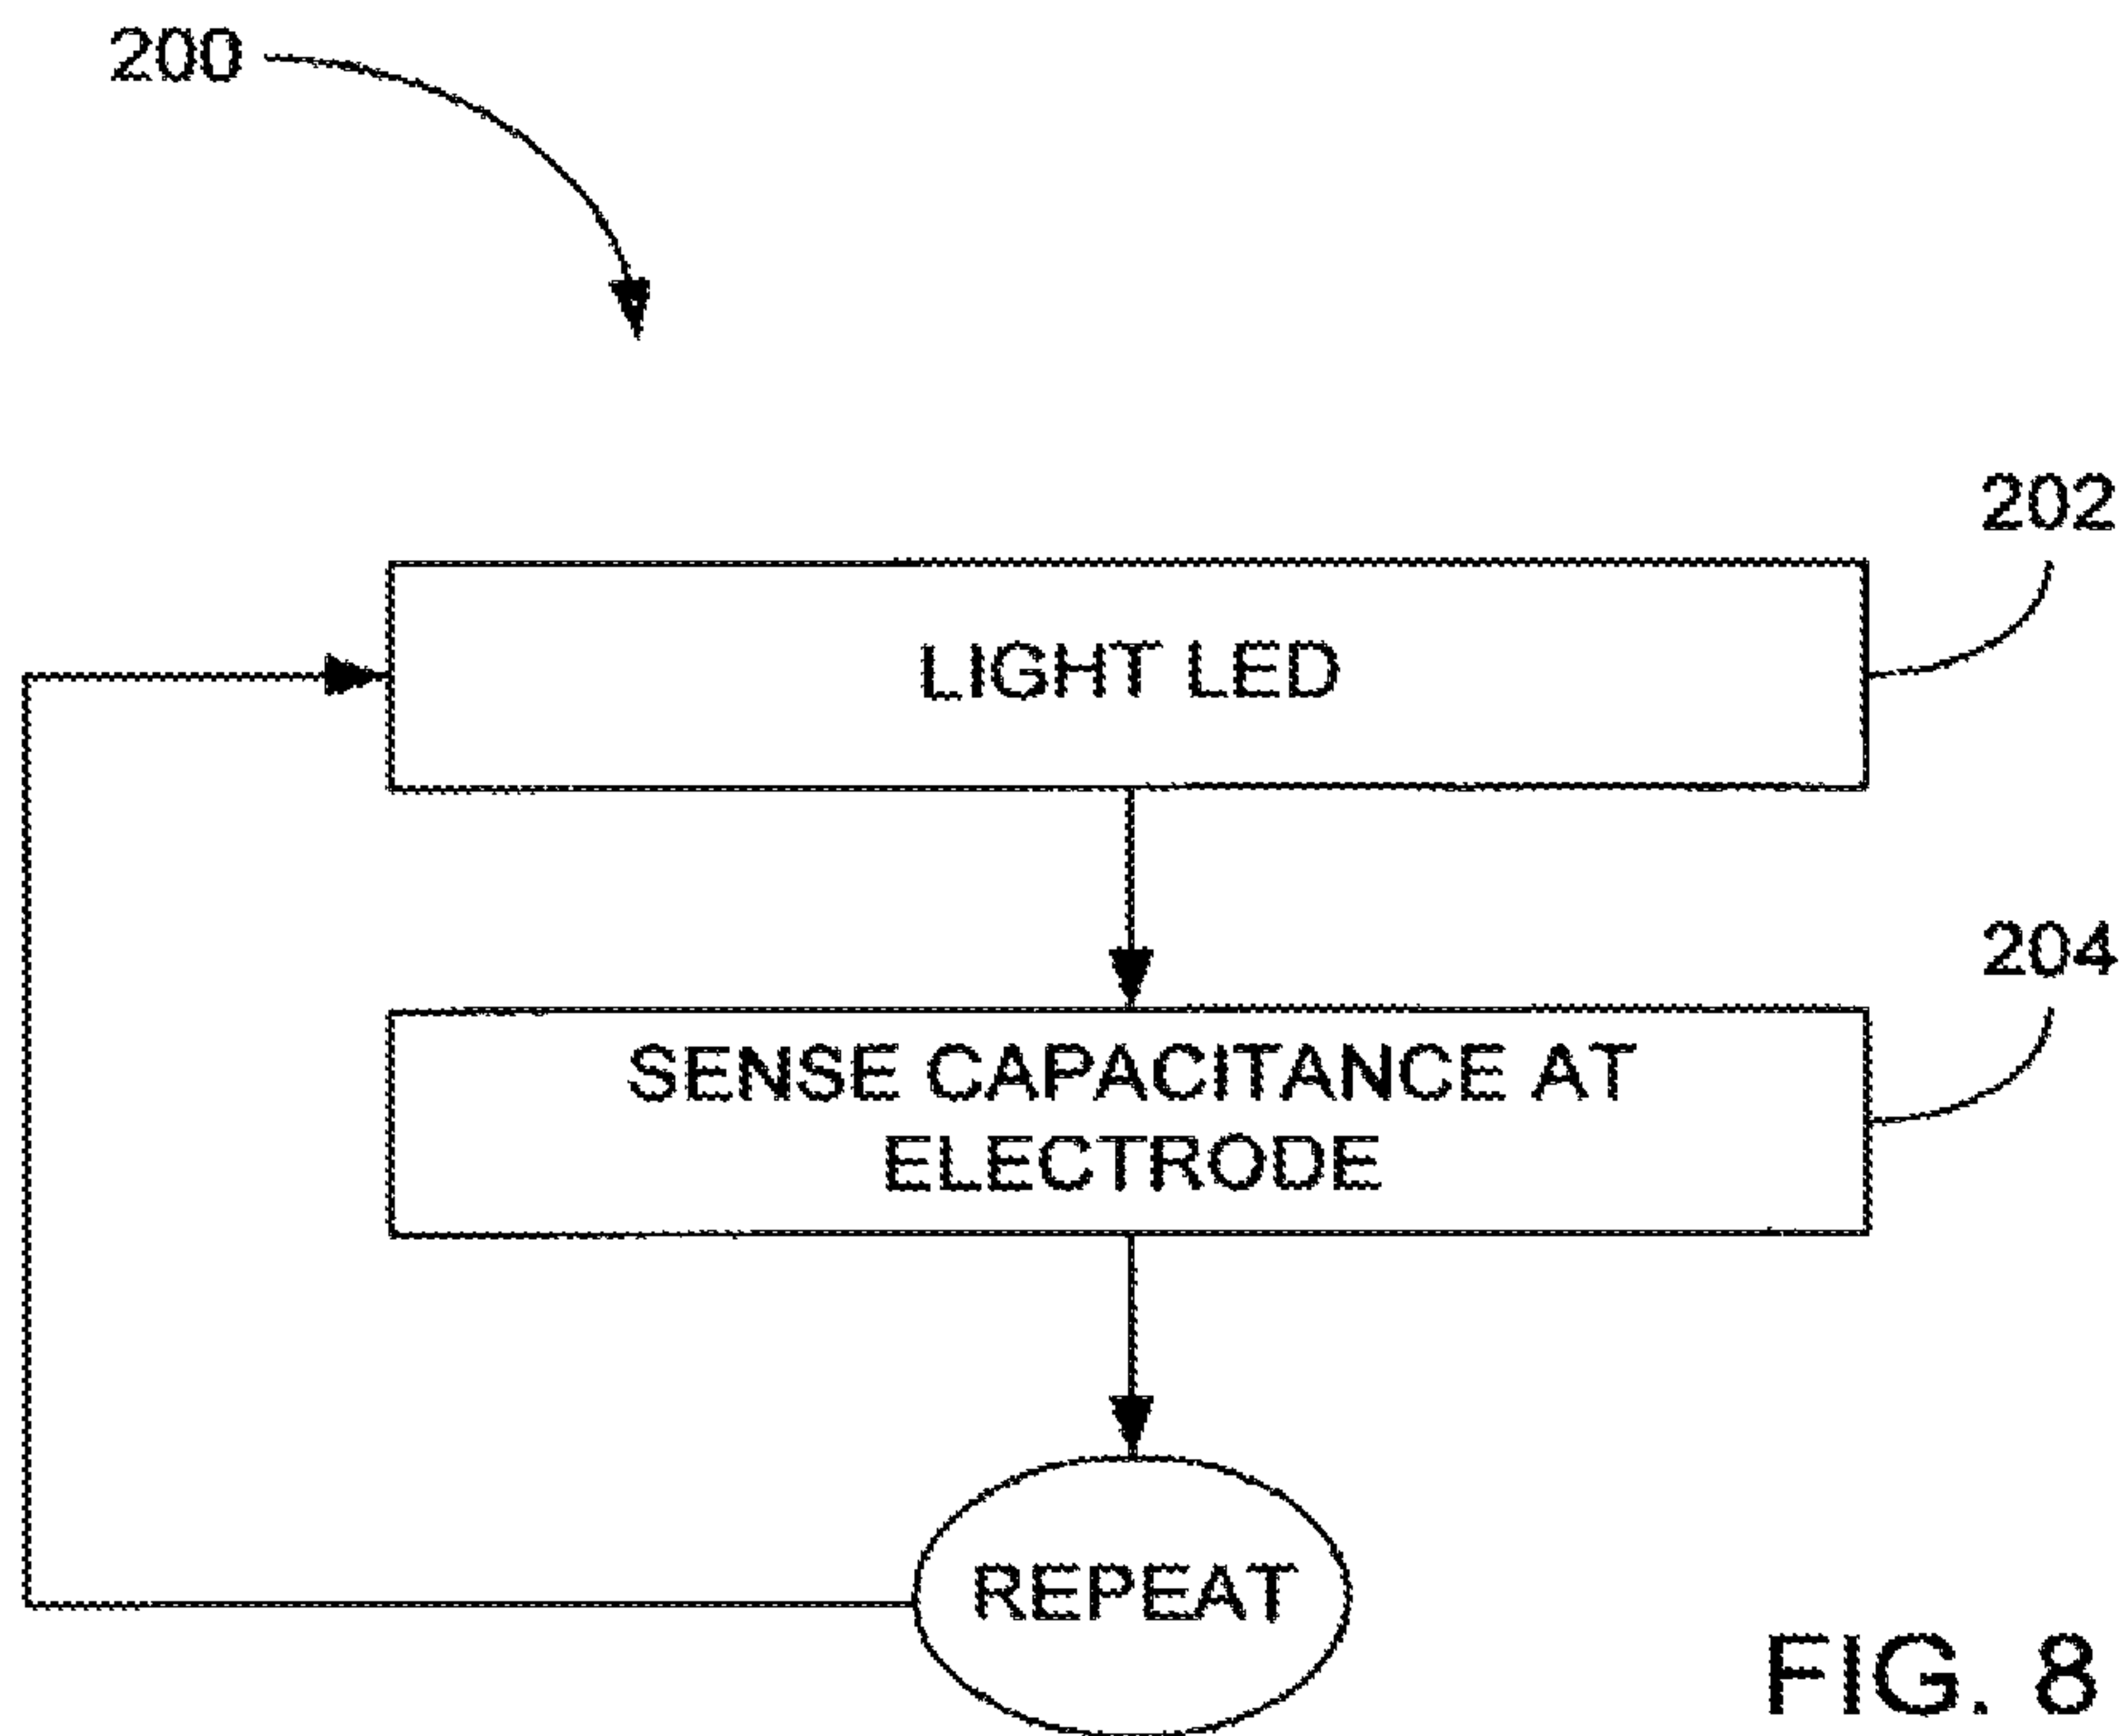 200
202
LIGHT LED
204
SENSE CAPACITANCE AT
ELECTRODE
REPEAT
FIG. 8